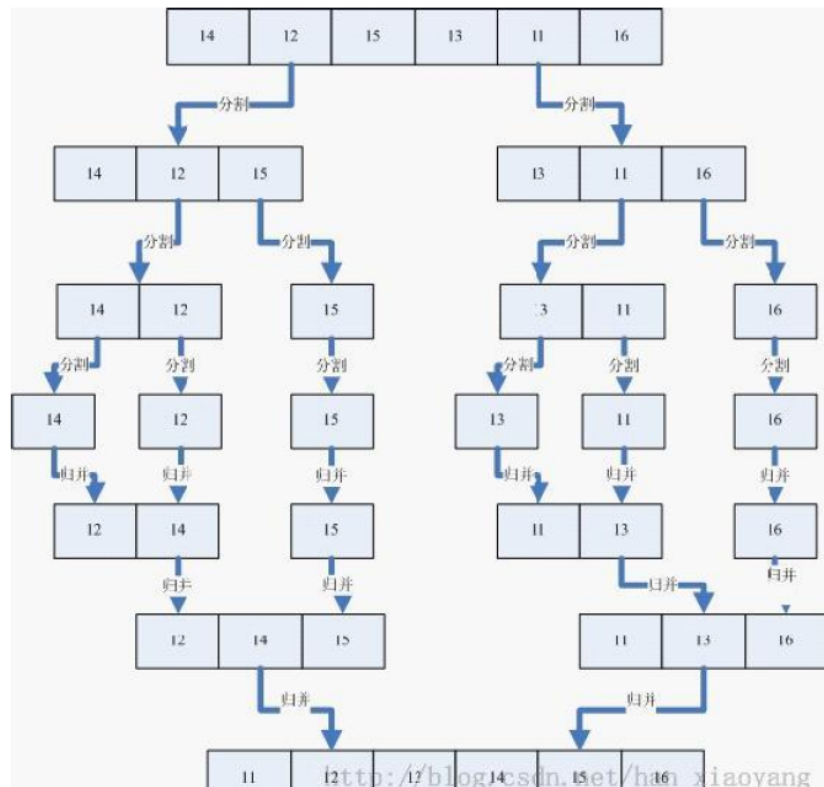 14 12 15 13 11 16
分割 分割
14 12 15 13 11 16
分割 分割 分割 分割
14 12 15 13 11 16
分割 分割 分割 分割 分割 分割
14 12 15 13 11 16
归并 归并 归并 归并 归并 归并
12 14 15 11 13 16
归并 归并 归并 归并
12 14 15 11 13 16
归并 归并
11 12 13 14 15 16
http://blog.csdn.net/han_xiaoyang